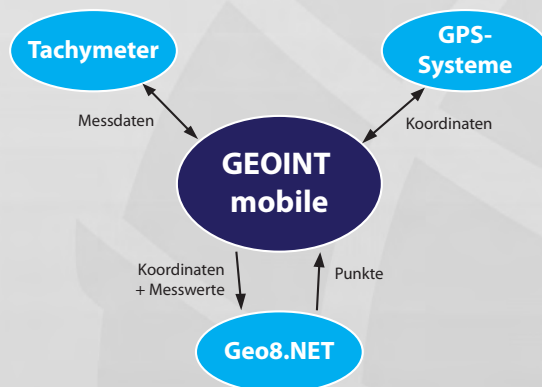 Tachymeter
GPS-
Systeme
Messdaten
Koordinaten
GEOINT
mobile
Koordinaten
+ Messwerte
Punkte
Geo8.NET